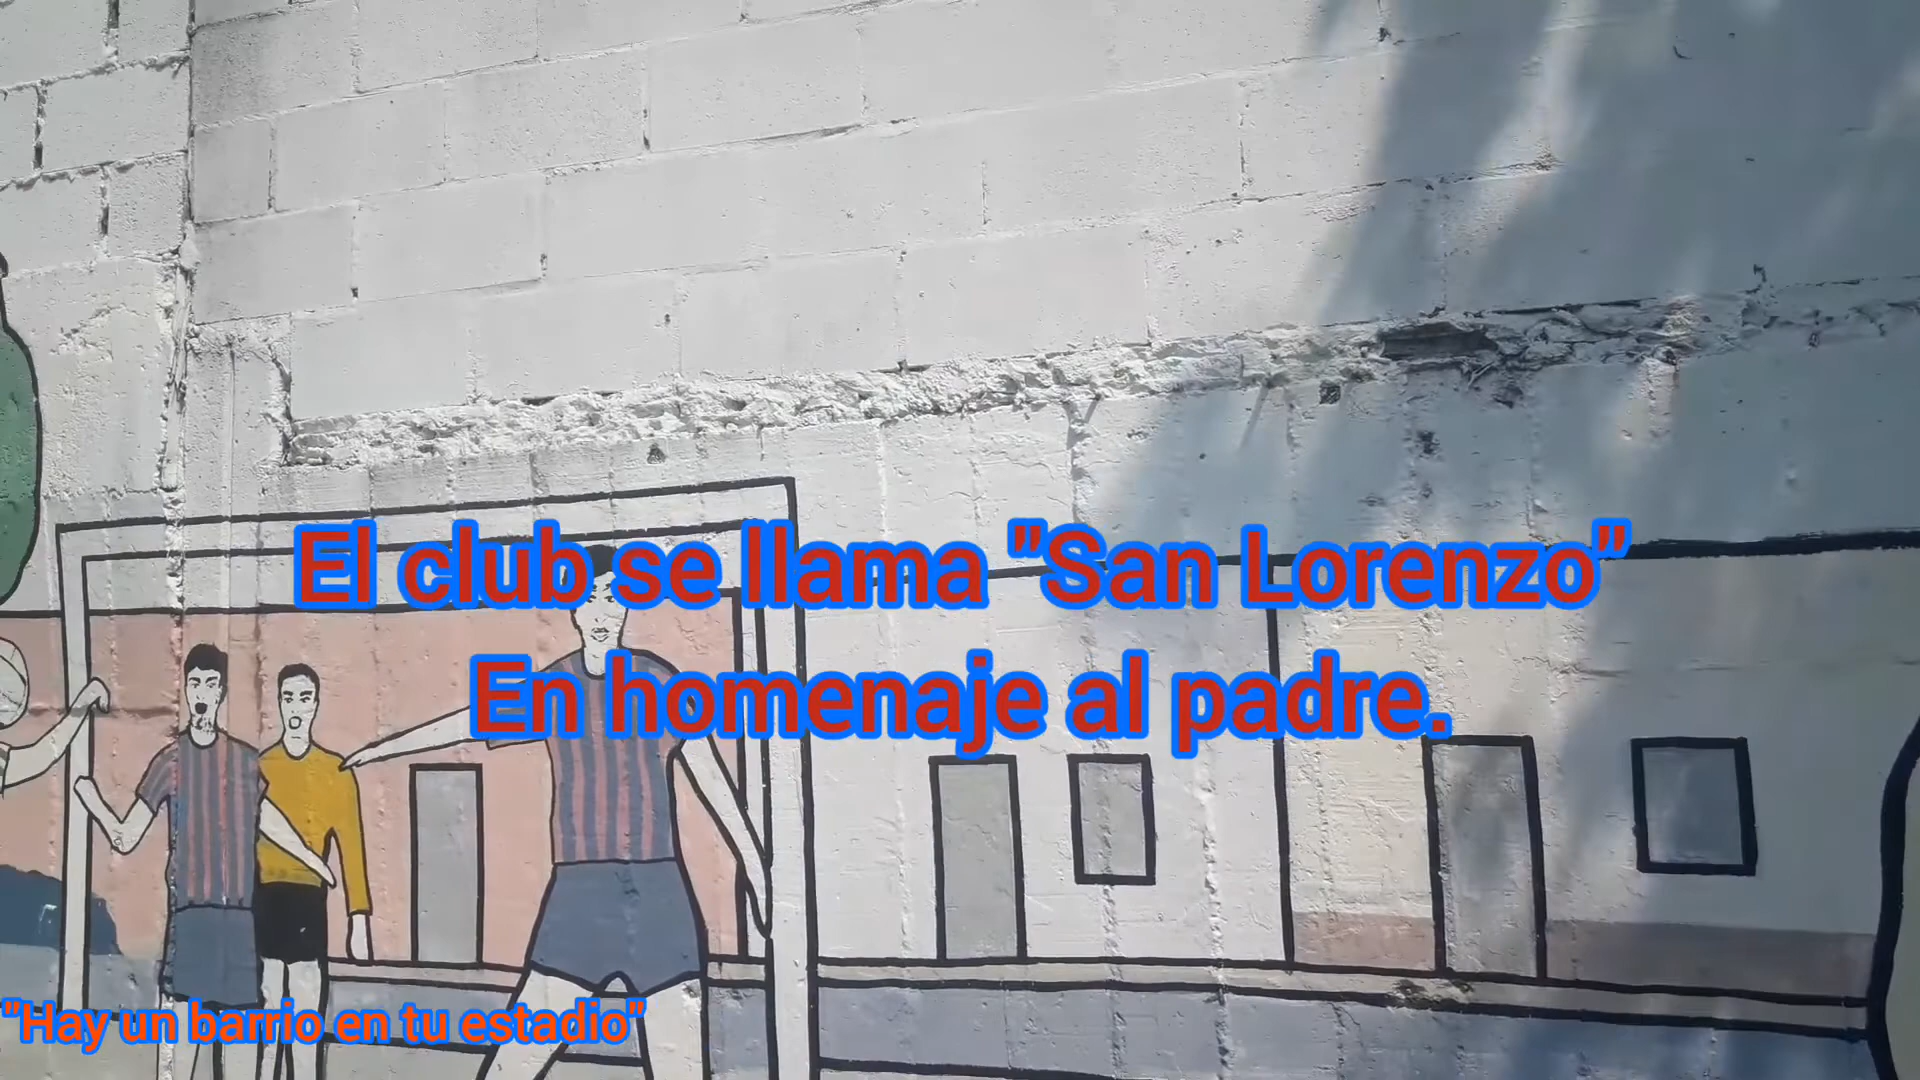 El club se llama "San Lorenzo"
En homenaje al padre.
"Hay un barrio en tu estadio"